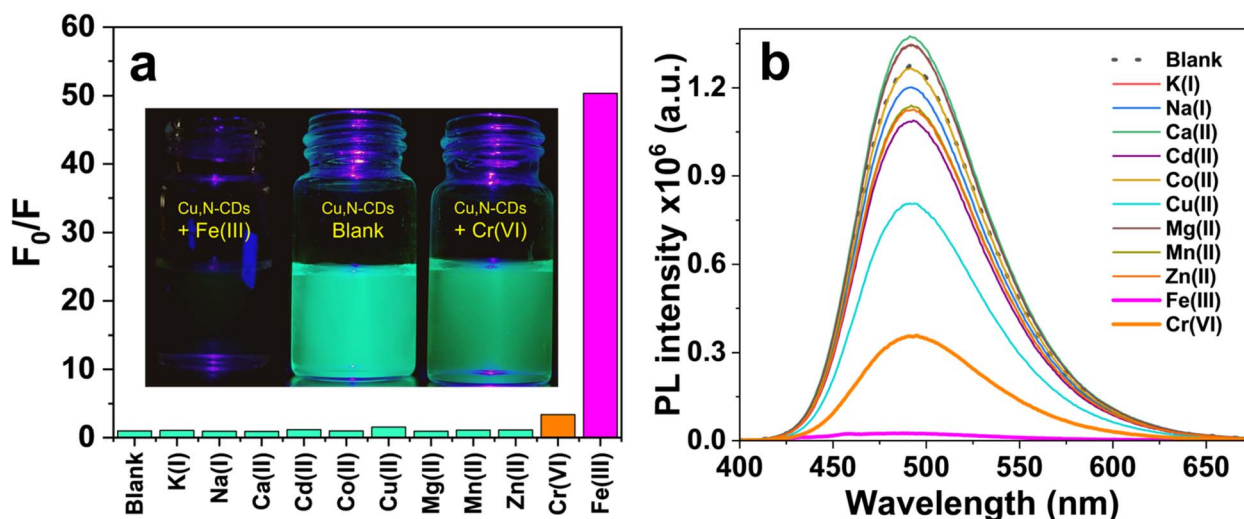 a
F₀/F
60
50
40
30
20
10
0
Cu,N-CDs
+ Fe(III)
Cu,N-CDs
Blank
Cu,N-CDs
+ Cr(VI)
Blank
K(I)
Na(I)
Ca(II)
Cd(II)
Co(II)
Cu(II)
Mg(II)
Mn(II)
Zn(II)
Cr(VI)
Fe(III)
b
PL intensity x10⁶ (a.u.)
1.2
0.9
0.6
0.3
0.0
400
450
500
550
600
650
Wavelength (nm)
Blank
K(I)
Na(I)
Ca(II)
Cd(II)
Co(II)
Cu(II)
Mg(II)
Mn(II)
Zn(II)
Fe(III)
Cr(VI)